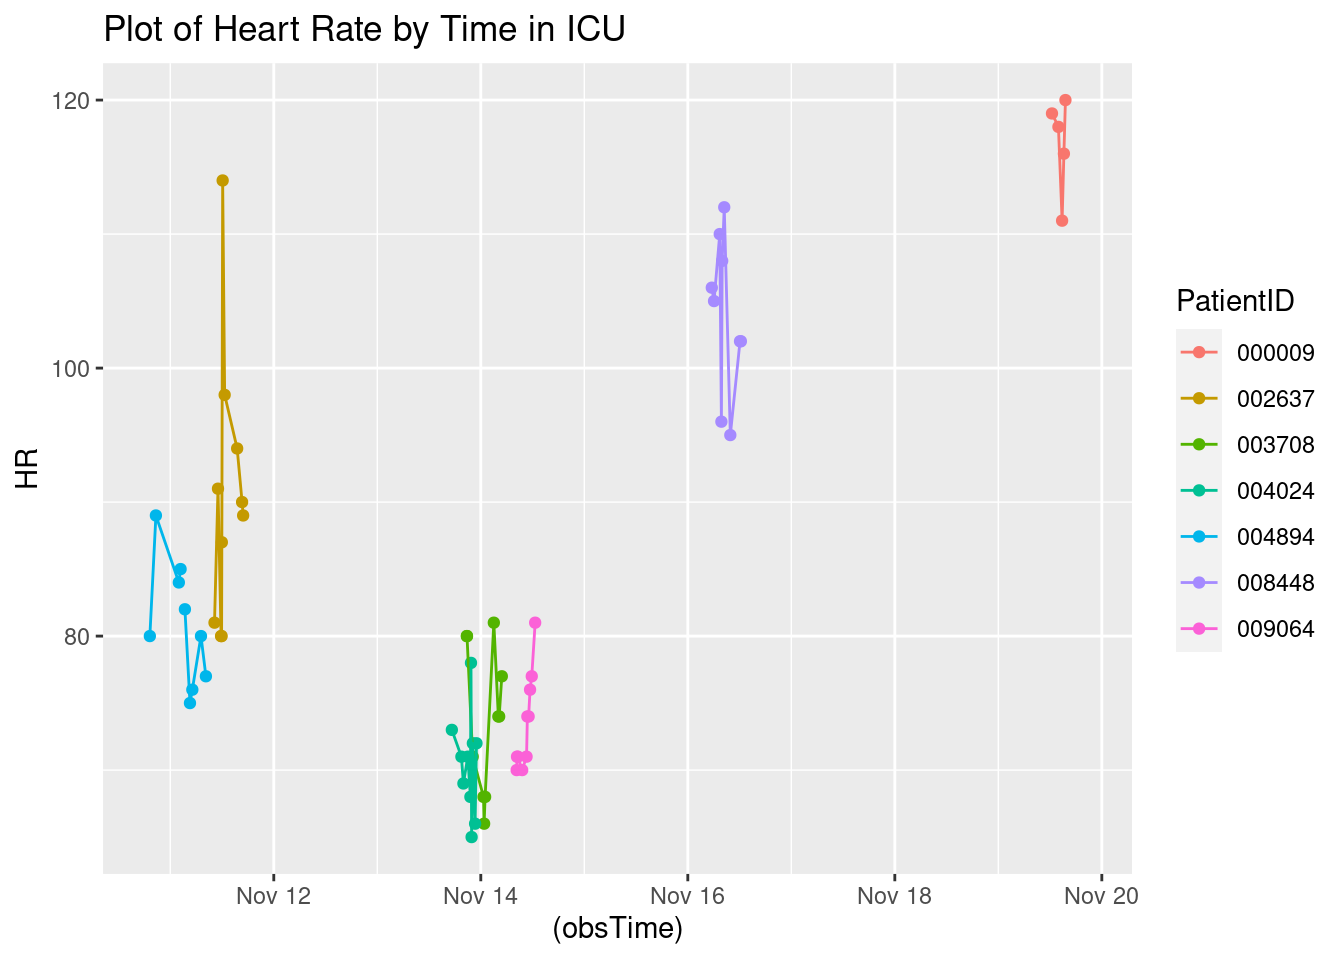 Plot of Heart Rate by Time in ICU
120
100
80
HR
Nov 12
Nov 14
Nov 16
Nov 18
Nov 20
(obsTime)
PatientID
000009
002637
003708
004024
004894
008448
009064